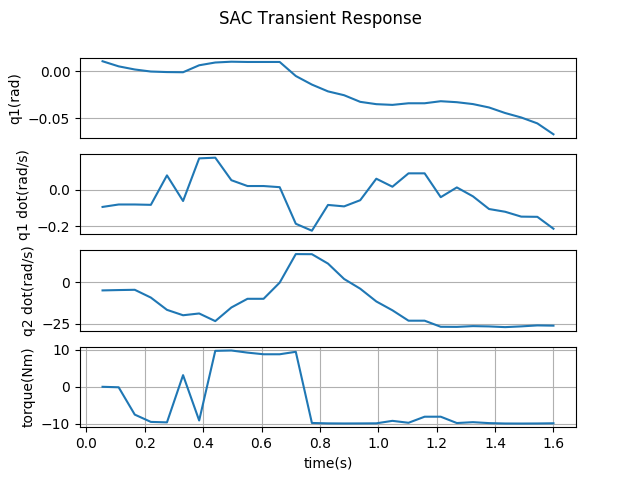 SAC Transient Response
q1(rad)
0.00
−0.05
q1 dot(rad/s)
0.0
−0.2
q2 dot(rad/s)
0
−25
torque(Nm)
10
0
−10
0.0 0.2 0.4 0.6 0.8 1.0 1.2 1.4 1.6
time(s)